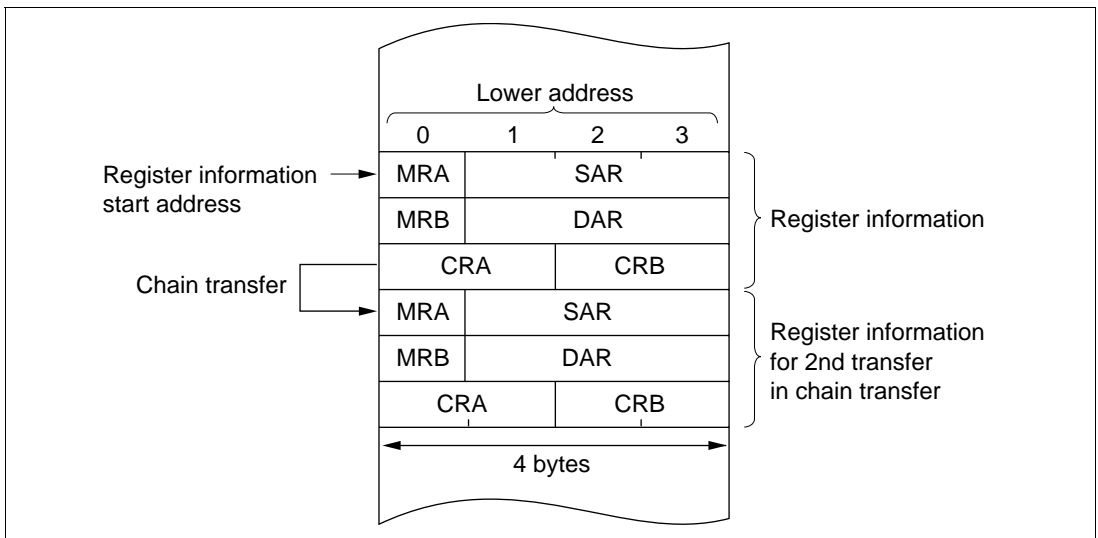 Lower address
0 1 2 3
Register information
start address
MRA SAR
MRB DAR
Register information
CRA CRB
Chain transfer
MRA SAR
MRB DAR
Register information
for 2nd transfer
in chain transfer
CRA CRB
4 bytes